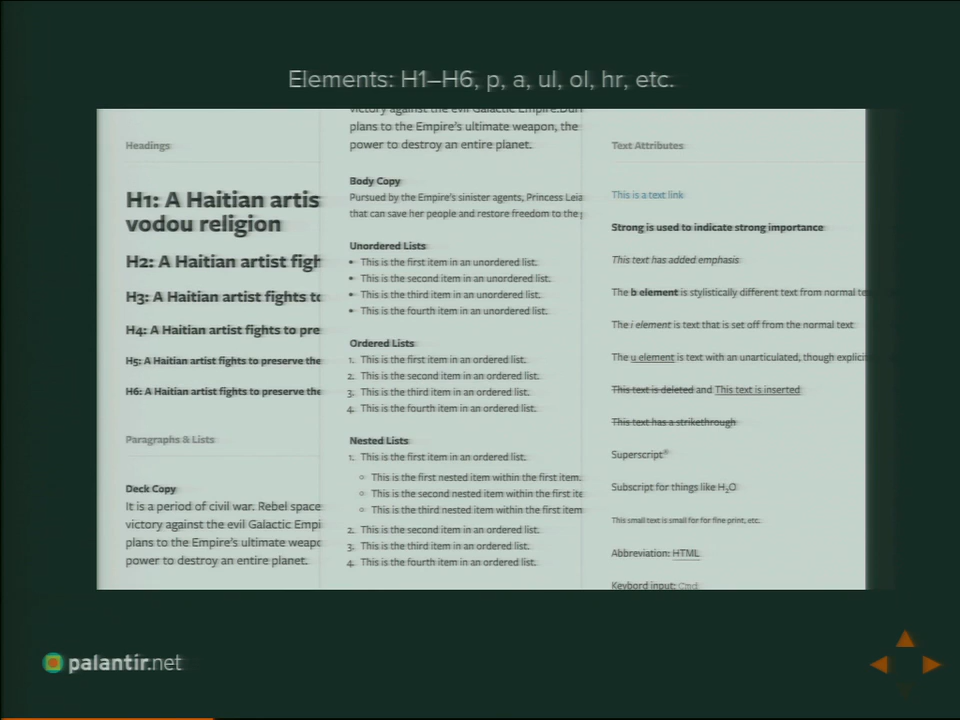 Elements: H1–H6, p, a, ul, ol, hr, etc.
Headings
H1: A Haitian artis
vodou religion
H2: A Haitian artist figh
H3: A Haitian artist fights to
H4: A Haitian artist fights to pre
H5: A Haitian artist fights to preserve the
H6: A Haitian artist fights to preserve the
Paragraphs & Lists
Deck Copy
It is a period of civil war. Rebel space
victory against the evil Galactic Empi
plans to the Empire's ultimate weapo
power to destroy an entire planet.
victory against the evil Galactic Empire. Duri
plans to the Empire's ultimate weapon, the
power to destroy an entire planet.
Body Copy
Pursued by the Empire's sinister agents, Princess Leia
that can save her people and restore freedom to the
Unordered Lists
• This is the first item in an unordered list.
• This is the second item in an unordered list.
• This is the third item in an unordered list.
• This is the fourth item in an unordered list.
Ordered Lists
1. This is the first item in an ordered list.
2. This is the second item in an ordered list.
3. This is the third item in an ordered list.
4. This is the fourth item in an ordered list.
Nested Lists
1. This is the first item in an ordered list.
○ This is the first nested item within the first item.
○ This is the second nested item within the first ite
○ This is the third nested item within the first item
2. This is the second item in an ordered list.
3. This is the third item in an ordered list.
4. This is the fourth item in an ordered list.
Text Attributes
This is a text link
Strong is used to indicate strong importance
This text has added emphasis
The b element is stylistically different text from normal te
The i element is text that is set off from the normal text
The u element is text with an unarticulated, though explicit
This text is deleted and This text is inserted
This text has a strikethrough
Superscript®
Subscript for things like H₂O
This small text is small for for fine print, etc.
Abbreviation: HTML
Keybord input: Cmd
palantir.net